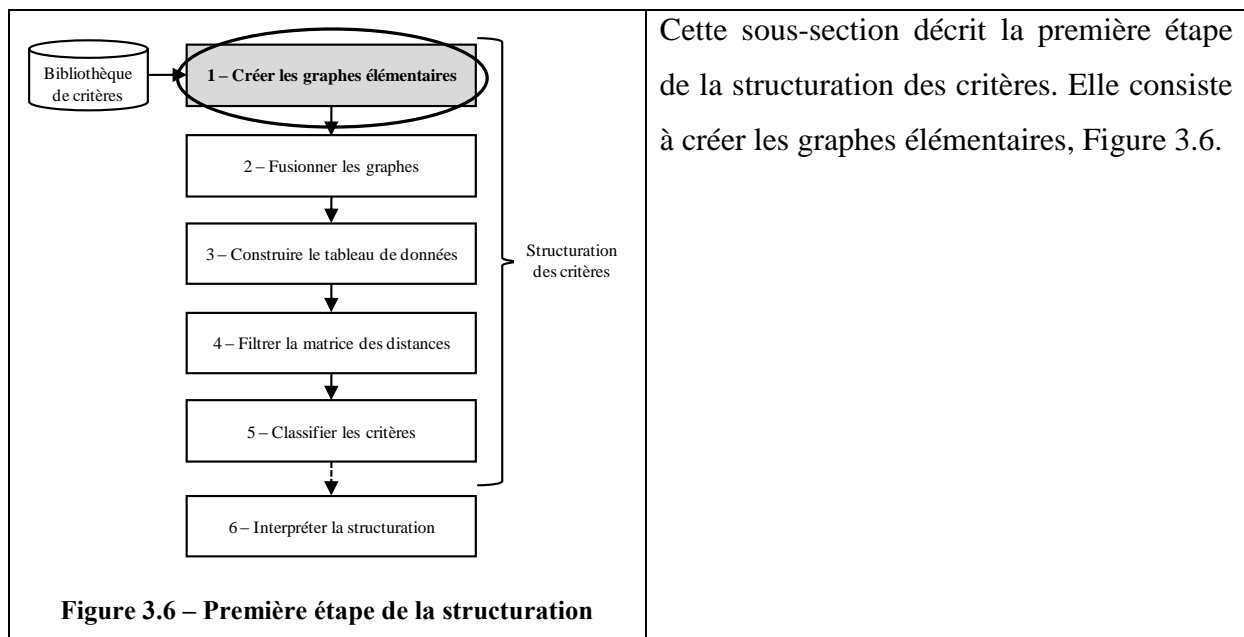 Bibliothèque
de critères
1 – Créer les graphes élémentaires
2 – Fusionner les graphes
3 – Construire le tableau de données
4 – Filtrer la matrice des distances
5 – Classifier les critères
6 – Interpréter la structuration
Structuration
des critères
Figure 3.6 – Première étape de la structuration
Cette sous-section décrit la première étape
de la structuration des critères. Elle consiste
à créer les graphes élémentaires, Figure 3.6.